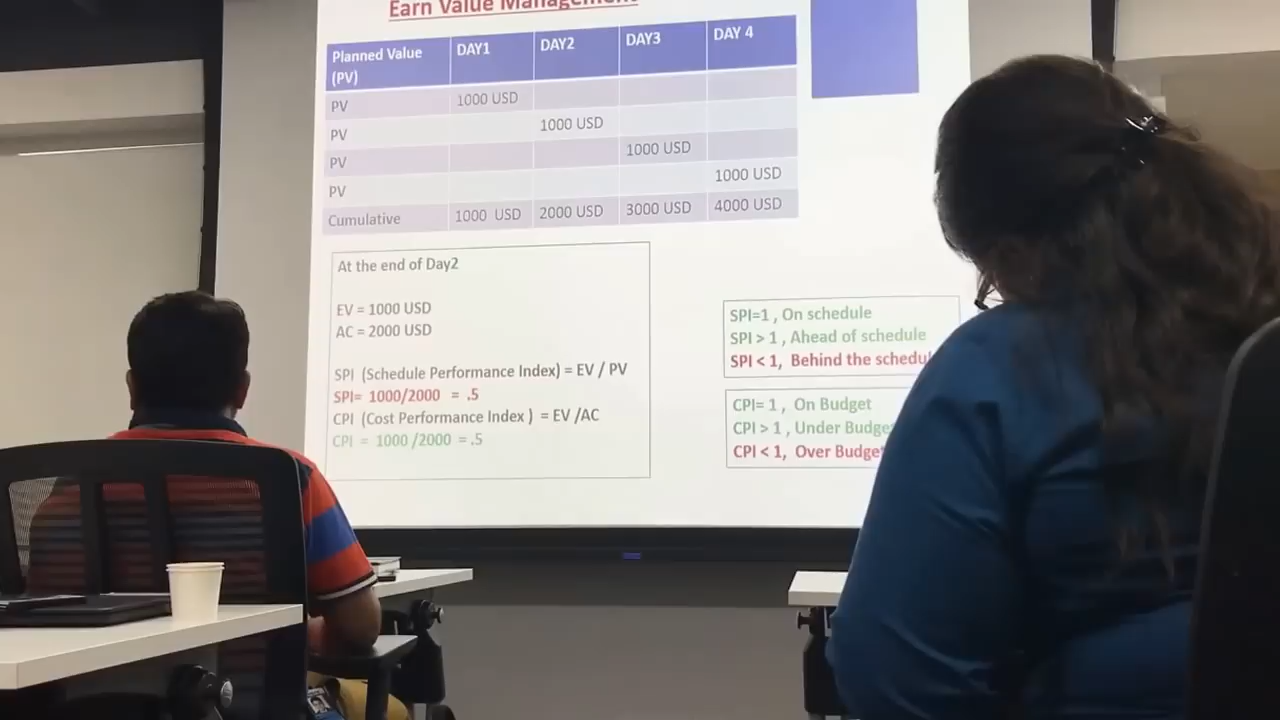 Earn Value Management
Planned Value (PV) DAY1 DAY2 DAY3 DAY 4
PV 1000 USD
PV 1000 USD
PV 1000 USD
PV 1000 USD
Cumulative 1000 USD 2000 USD 3000 USD 4000 USD
At the end of Day2
EV = 1000 USD
AC = 2000 USD
SPI (Schedule Performance Index) = EV / PV
SPI= 1000/2000 = .5
CPI (Cost Performance Index ) = EV /AC
CPI = 1000 /2000 = .5
SPI=1 , On schedule
SPI > 1 , Ahead of schedule
SPI < 1, Behind the schedul
CPI= 1 , On Budget
CPI > 1 , Under Budge
CPI < 1, Over Budget